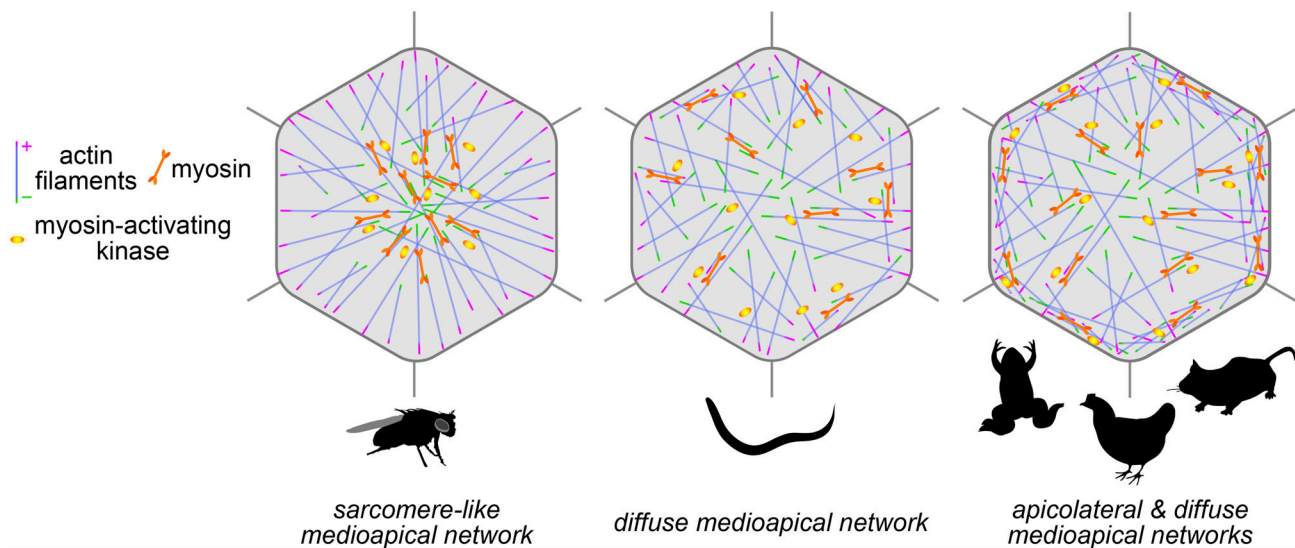 +
actin
filaments
−
myosin
myosin-activating
kinase
sarcomere-like
medioapical network
diffuse medioapical network
apicolateral & diffuse
medioapical networks